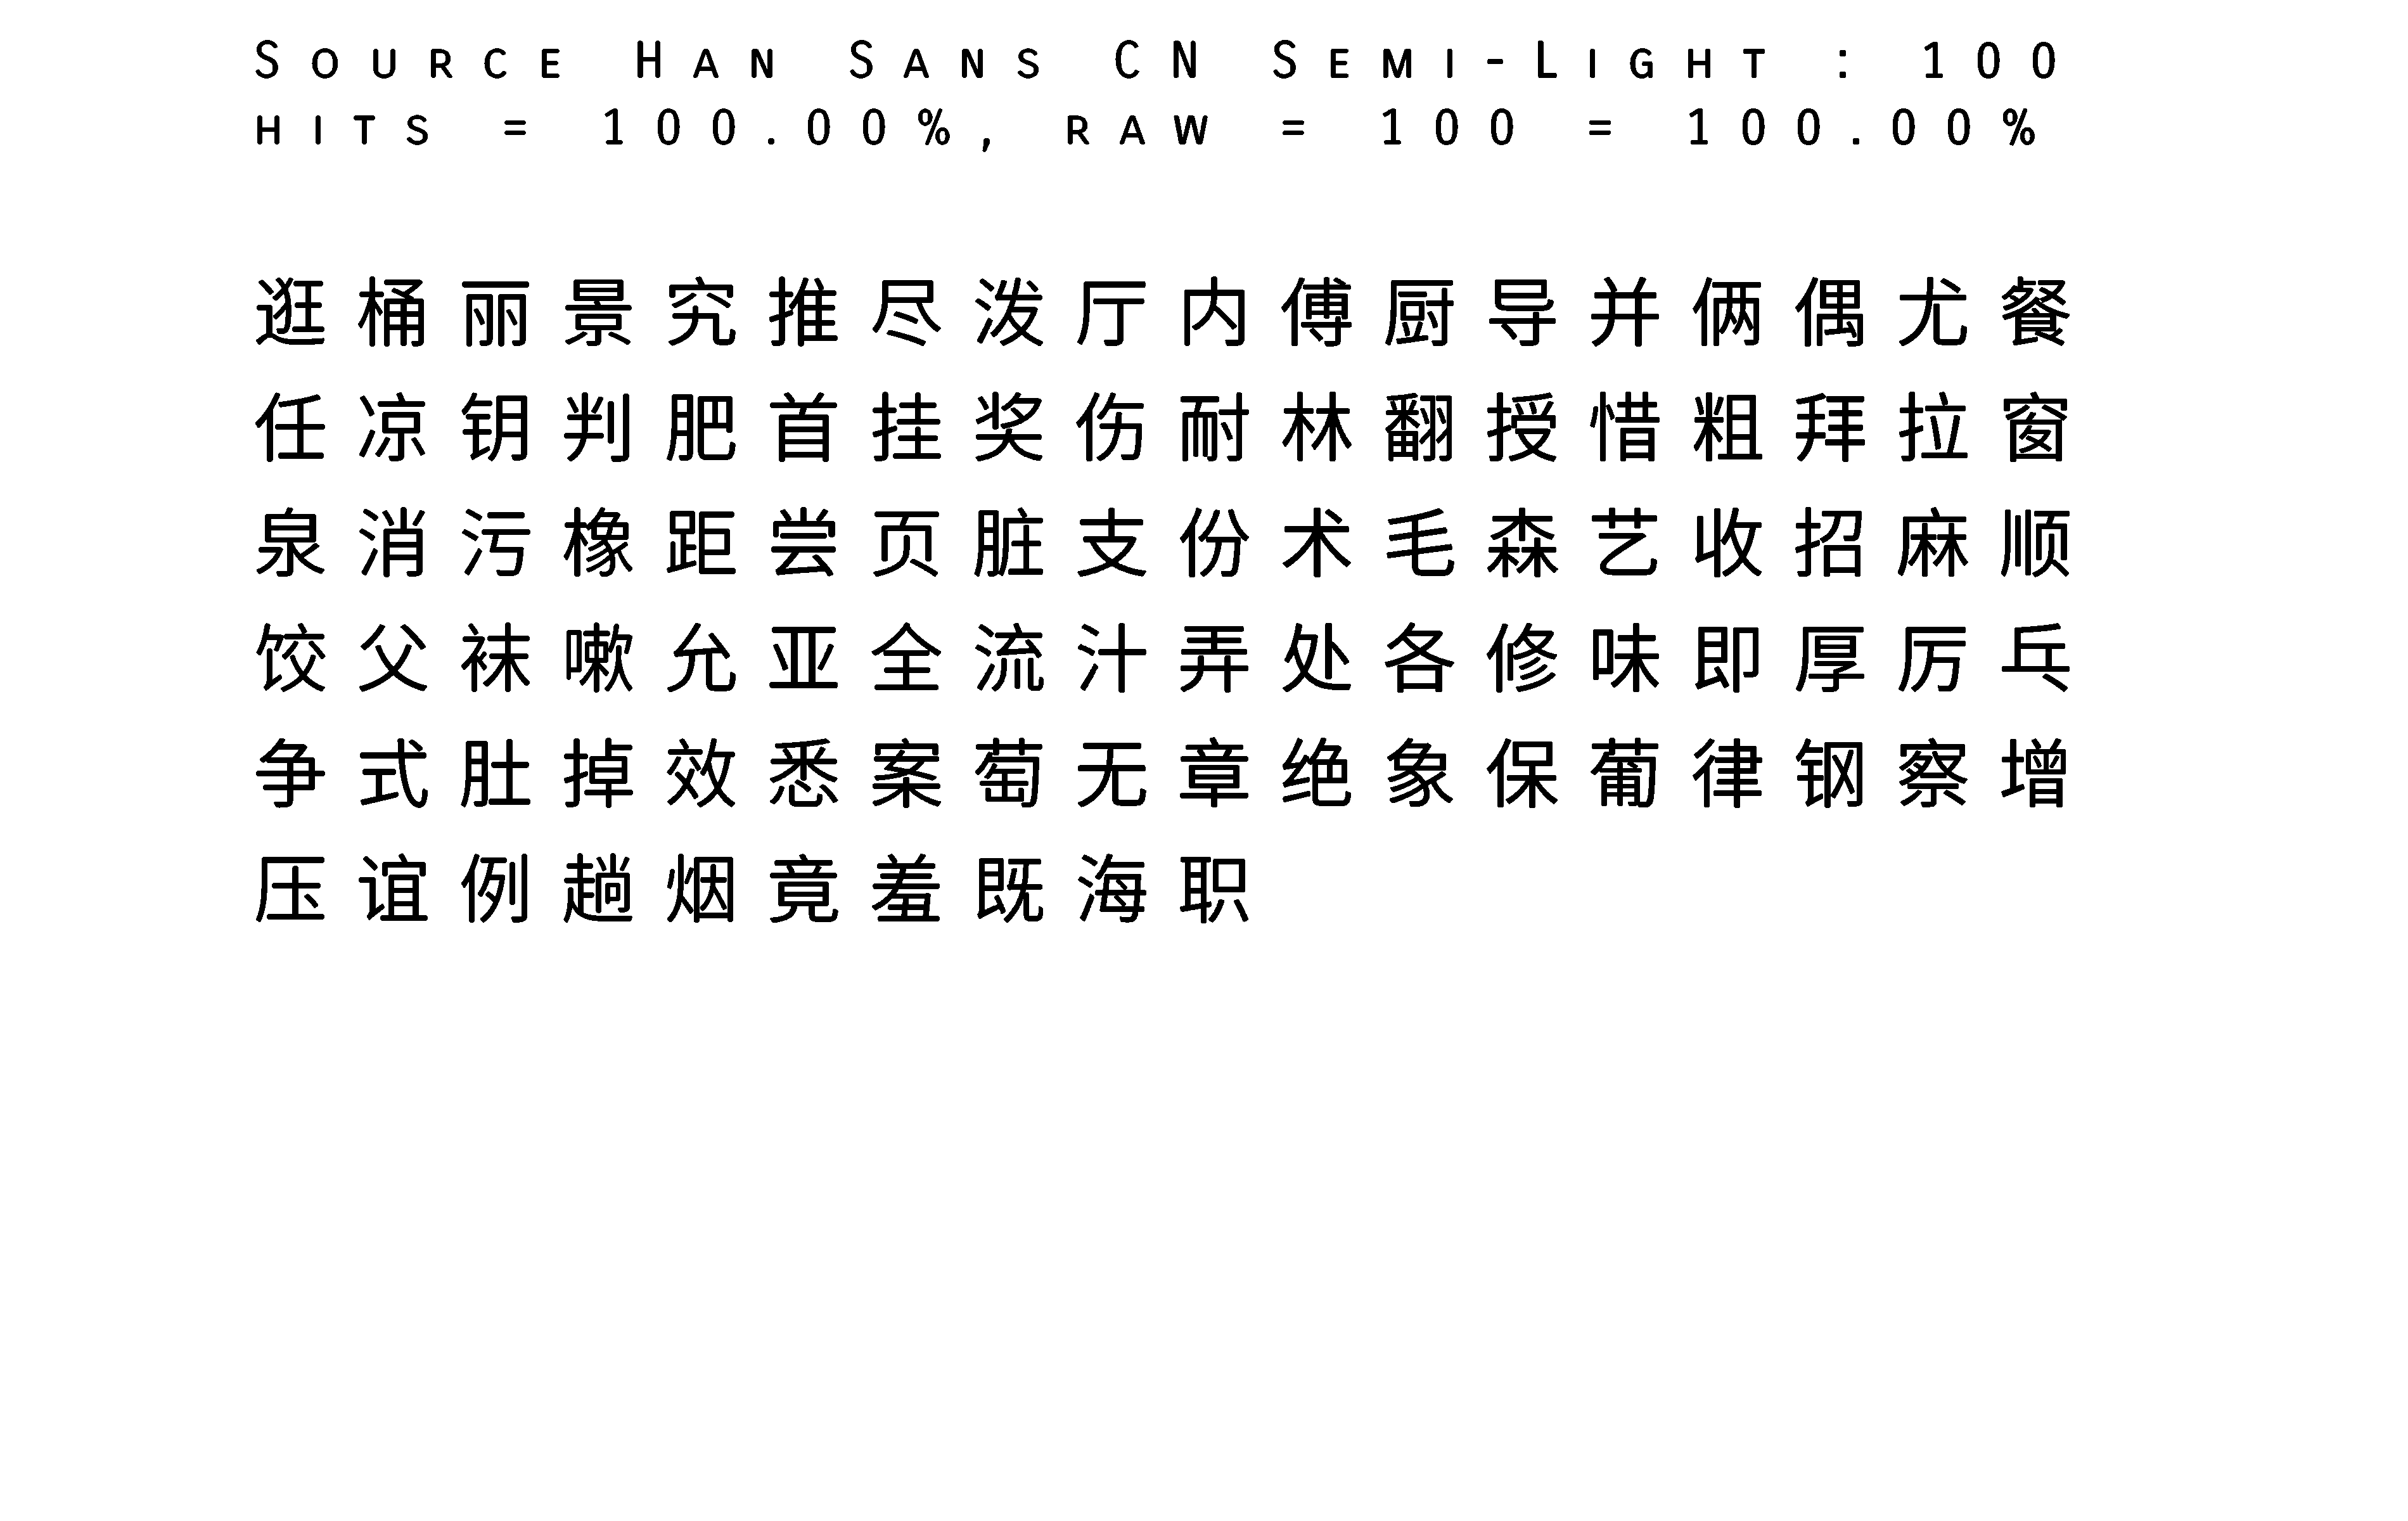 Source Han Sans CN Semi-Light : 100
hits = 100.00%, raw = 100 = 100.00%
逛桶丽景究推尽泼厅内傅厨导并俩偶尤餐
任凉钥判肥首挂奖伤耐林翻授惜粗拜拉窗
泉消污橡距尝页脏支份术毛森艺收招麻顺
饺父袜嗽允亚全流汁弄处各修味即厚厉乓
争式肚掉效悉案萄无章绝象保葡律钢察增
压谊例趟烟竟羞既海职